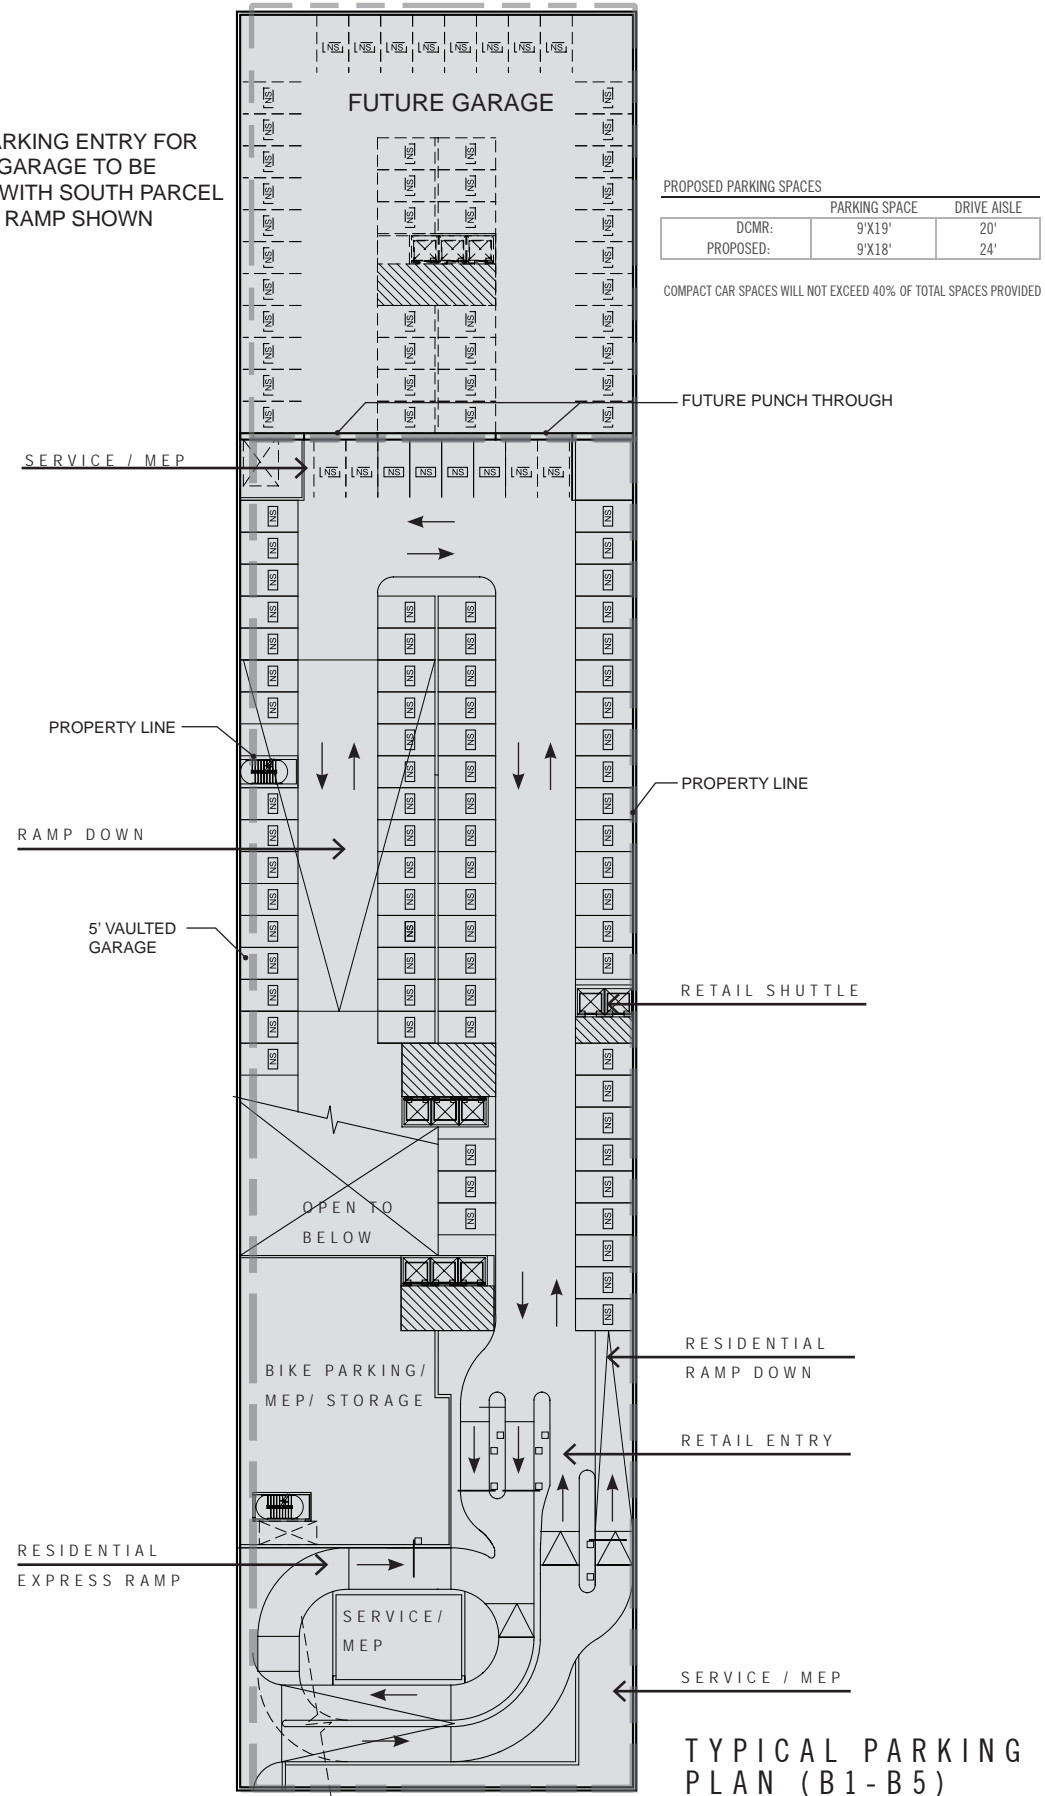 FUTURE GARAGE
ARKING ENTRY FOR
GARAGE TO BE
WITH SOUTH PARCEL
RAMP SHOWN
PROPOSED PARKING SPACES
PARKING SPACE DRIVE AISLE
DCMR: 9'X19' 20'
PROPOSED: 9'X18' 24'
COMPACT CAR SPACES WILL NOT EXCEED 40% OF TOTAL SPACES PROVIDED
FUTURE PUNCH THROUGH
SERVICE / MEP
PROPERTY LINE
PROPERTY LINE
RAMP DOWN
5' VAULTED
GARAGE
RETAIL SHUTTLE
OPEN TO
BELOW
RESIDENTIAL
RAMP DOWN
BIKE PARKING/
MEP/ STORAGE
RETAIL ENTRY
RESIDENTIAL
EXPRESS RAMP
SERVICE/
MEP
SERVICE / MEP
TYPICAL PARKING
PLAN (B1-B5)